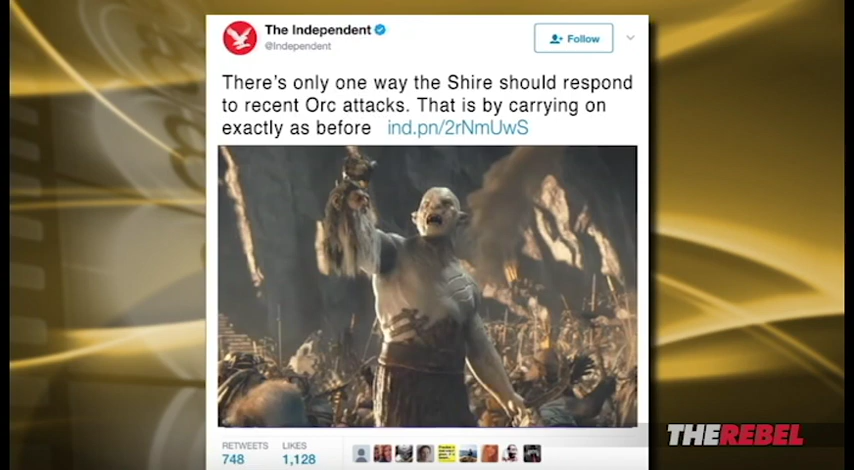 The Independent
@Independent
Follow
There's only one way the Shire should respond
to recent Orc attacks. That is by carrying on
exactly as before ind.pn/2rNmUwS
RETWEETS LIKES
748 1,128
THEREBEL